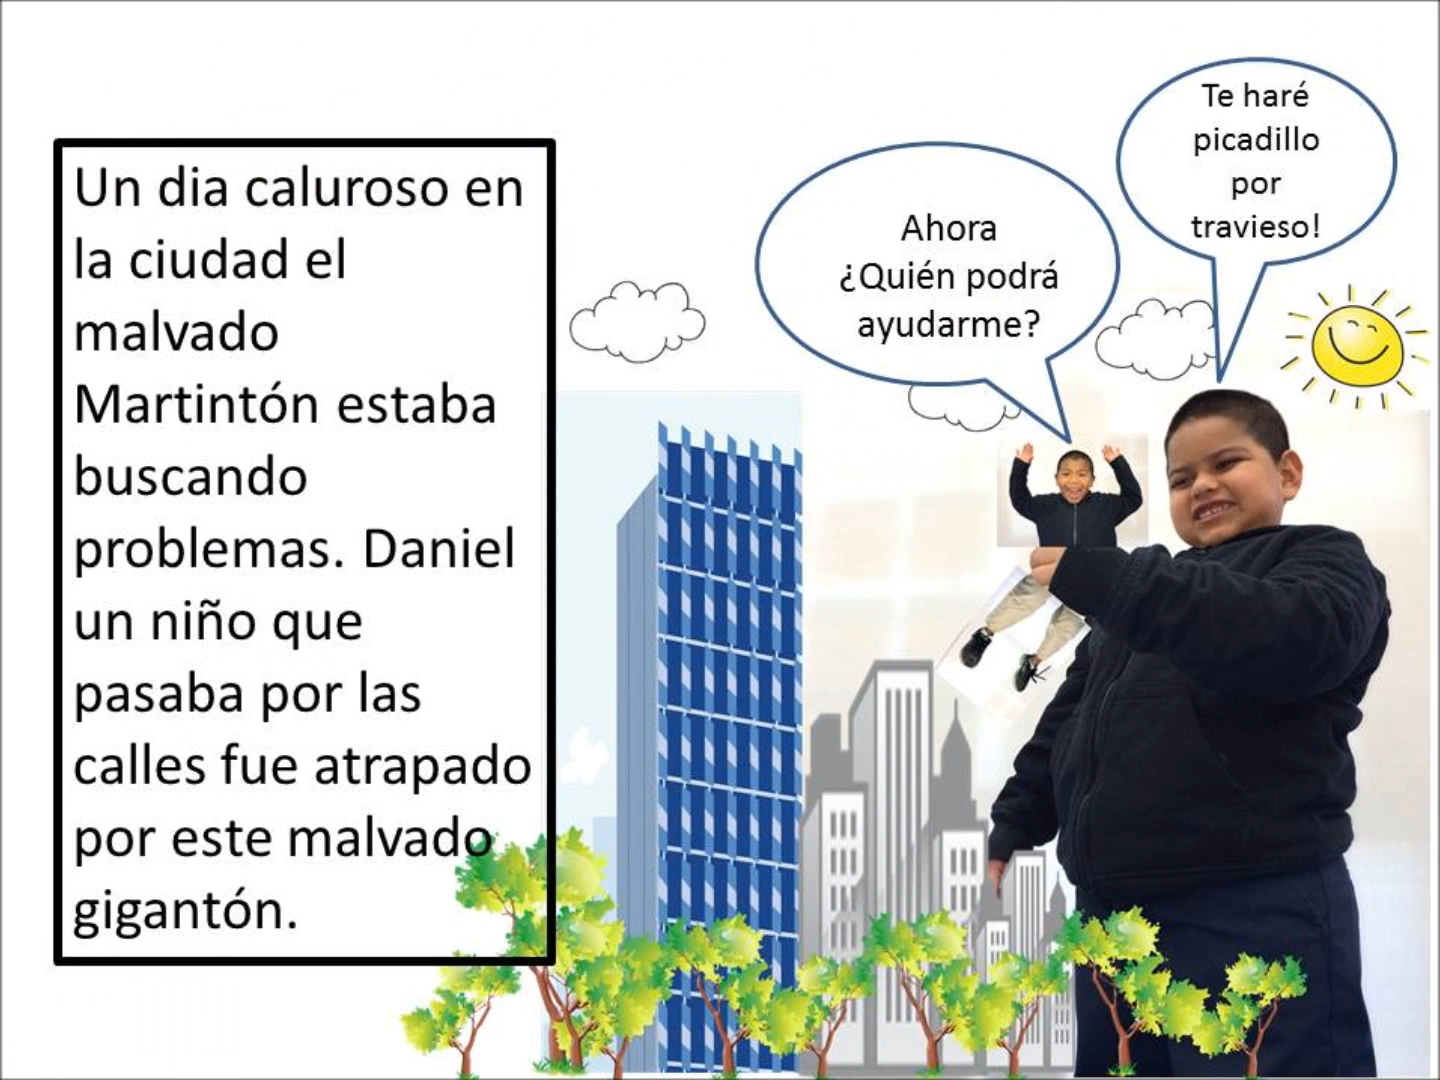 Un dia caluroso en
la ciudad el
malvado
Martintón estaba
buscando
problemas. Daniel
un niño que
pasaba por las
calles fue atrapado
por este malvado
gigantón.
Ahora
¿Quién podrá
ayudarme?
Te haré
picadillo
por
travieso!